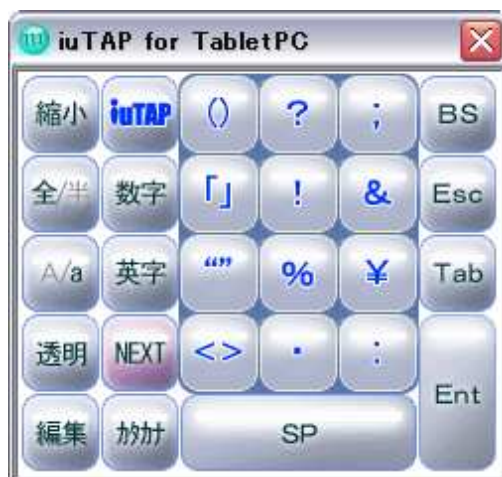 iuTAP for TabletPC
縮小 iuTAP () ? ; BS
全/半 数字 「」 ! & Esc
A/a 英字 “” % ¥ Tab
透明 NEXT <> ・ :
Ent
編集 カタカナ SP